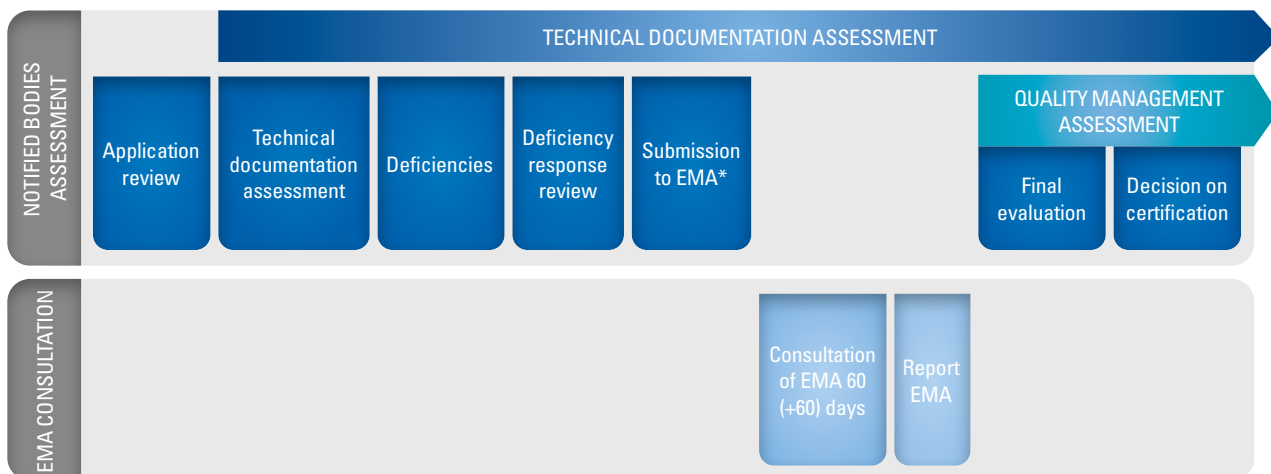 NOTIFIED BODIES
ASSESSMENT
TECHNICAL DOCUMENTATION ASSESSMENT
Application
review
Technical
documentation
assessment
Deficiencies
Deficiency
response
review
Submission
to EMA*
QUALITY MANAGEMENT
ASSESSMENT
Final
evaluation
Decision on
certification
EMA CONSULTATION
Consultation
of EMA 60
(+60) days
Report
EMA